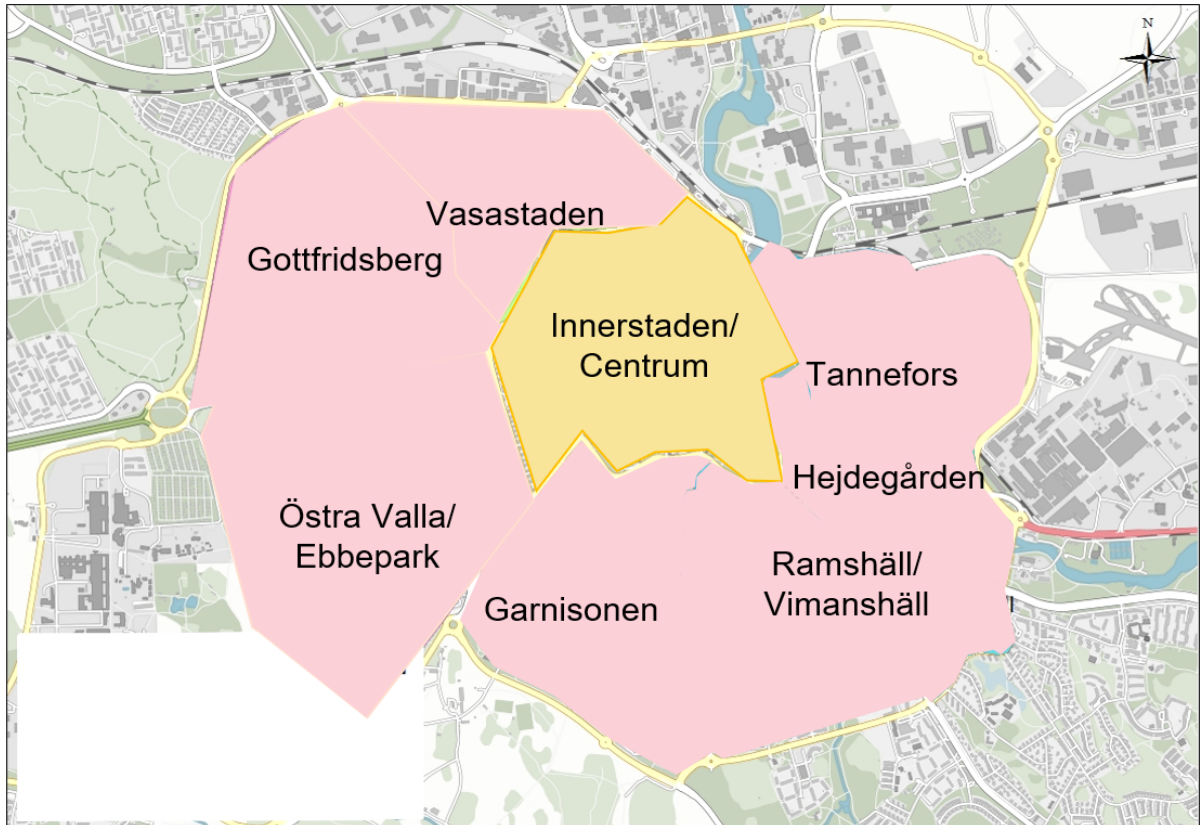 N
Vasastaden
Gottfridsberg
Innerstaden/
Centrum
Tannefors
Hejdegården
Östra Valla/
Ebbepark
Ramshäll/
Vimanshäll
Garnisonen